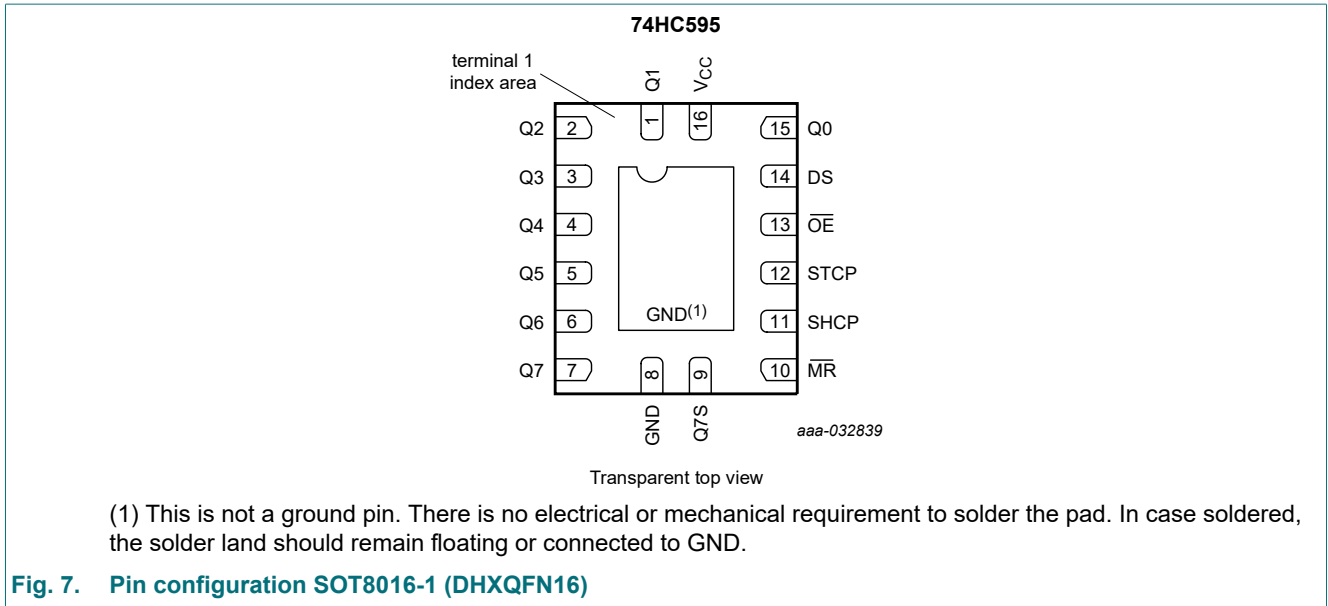 74HC595
terminal 1
index area
Q1
VCC
1
16
Q2 2
15 Q0
Q3 3
14 DS
Q4 4
13 O̅E̅
Q5 5
12 STCP
Q6 6
GND(1)
11 SHCP
Q7 7
10 M̅R̅
8
9
GND
Q7S
aaa-032839
Transparent top view
(1) This is not a ground pin. There is no electrical or mechanical requirement to solder the pad. In case soldered,
the solder land should remain floating or connected to GND.
Fig. 7. Pin configuration SOT8016-1 (DHXQFN16)